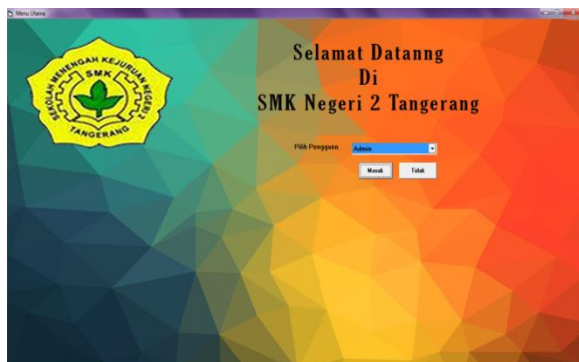 Menu Utama
SEKOLAH MENENGAH KEJURUAN NEGERI 2
SMK
TANGERANG
Selamat Datanng
Di
SMK Negeri 2 Tangerang
Pilih Pengguna Admin
Masuk Tidak